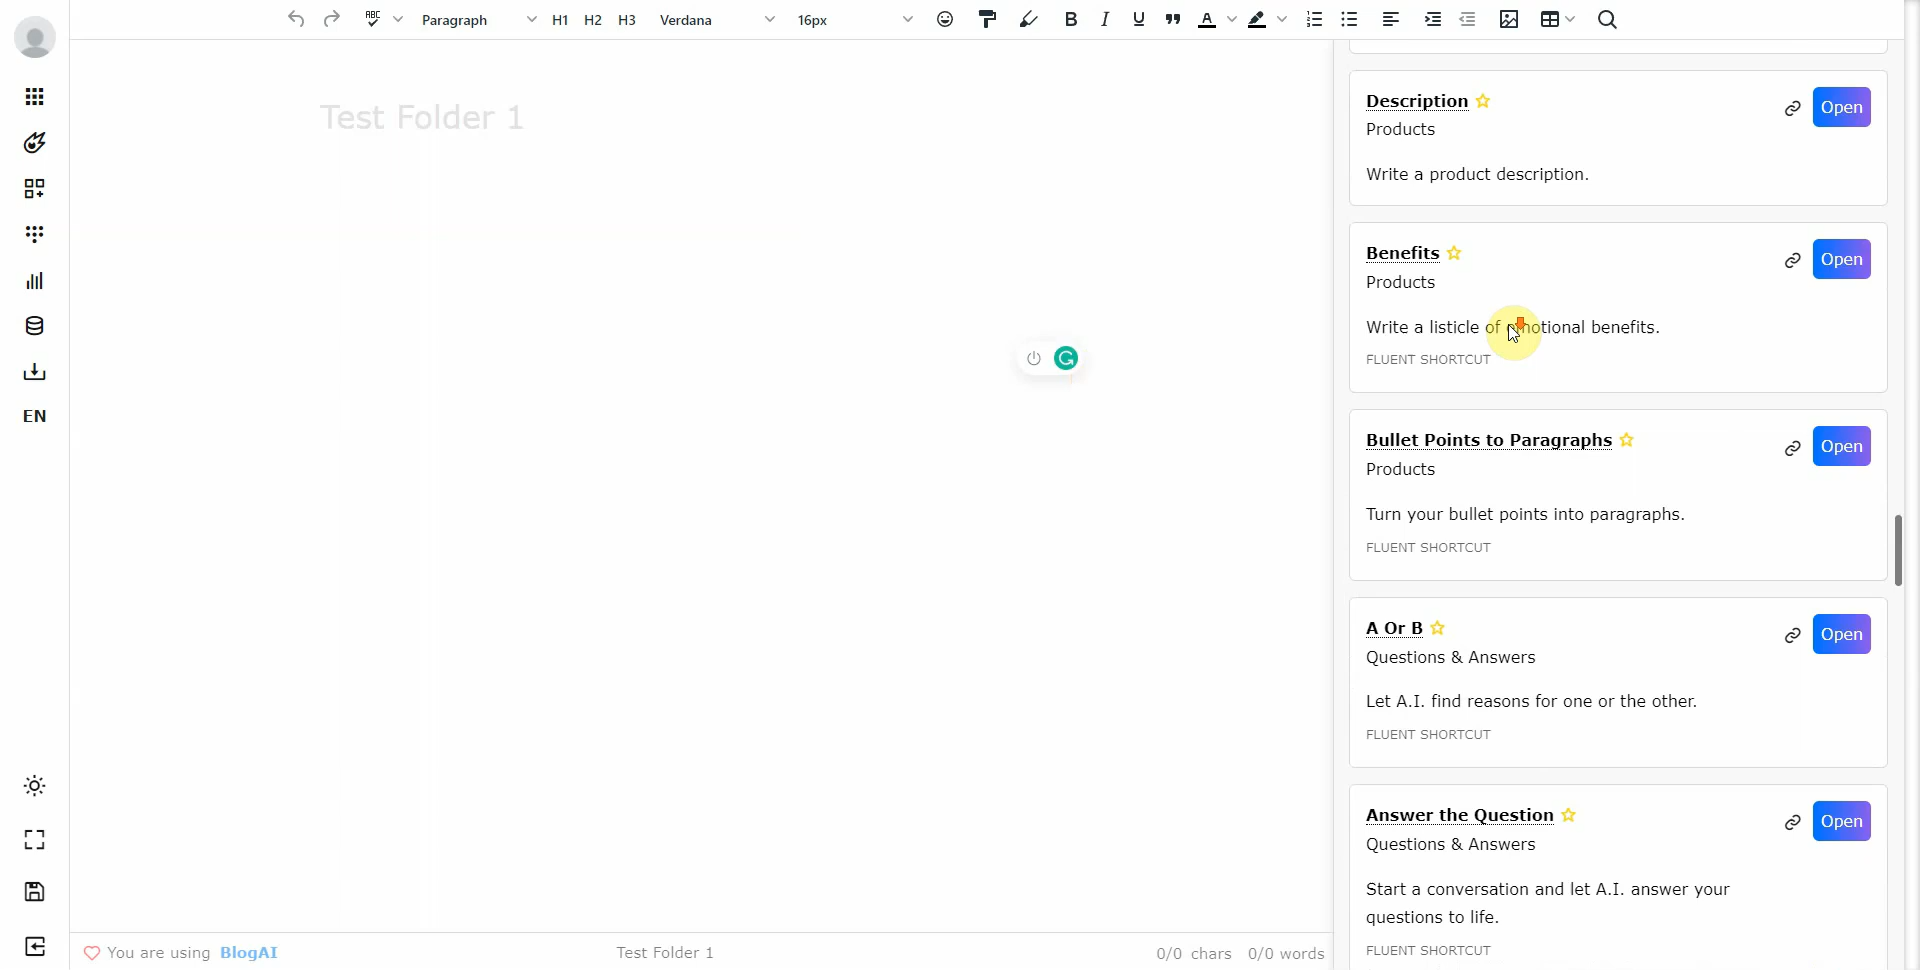 ABC Paragraph H1 H2 H3 Verdana 16px B I U A
Test Folder 1
EN
Description
Open
Products
Write a product description.
Benefits
Open
Products
Write a listicle of emotional benefits.
FLUENT SHORTCUT
Bullet Points to Paragraphs
Open
Products
Turn your bullet points into paragraphs.
FLUENT SHORTCUT
A Or B
Open
Questions & Answers
Let A.I. find reasons for one or the other.
FLUENT SHORTCUT
Answer the Question
Open
Questions & Answers
Start a conversation and let A.I. answer your
questions to life.
FLUENT SHORTCUT
You are using BlogAI Test Folder 1 0/0 chars 0/0 words